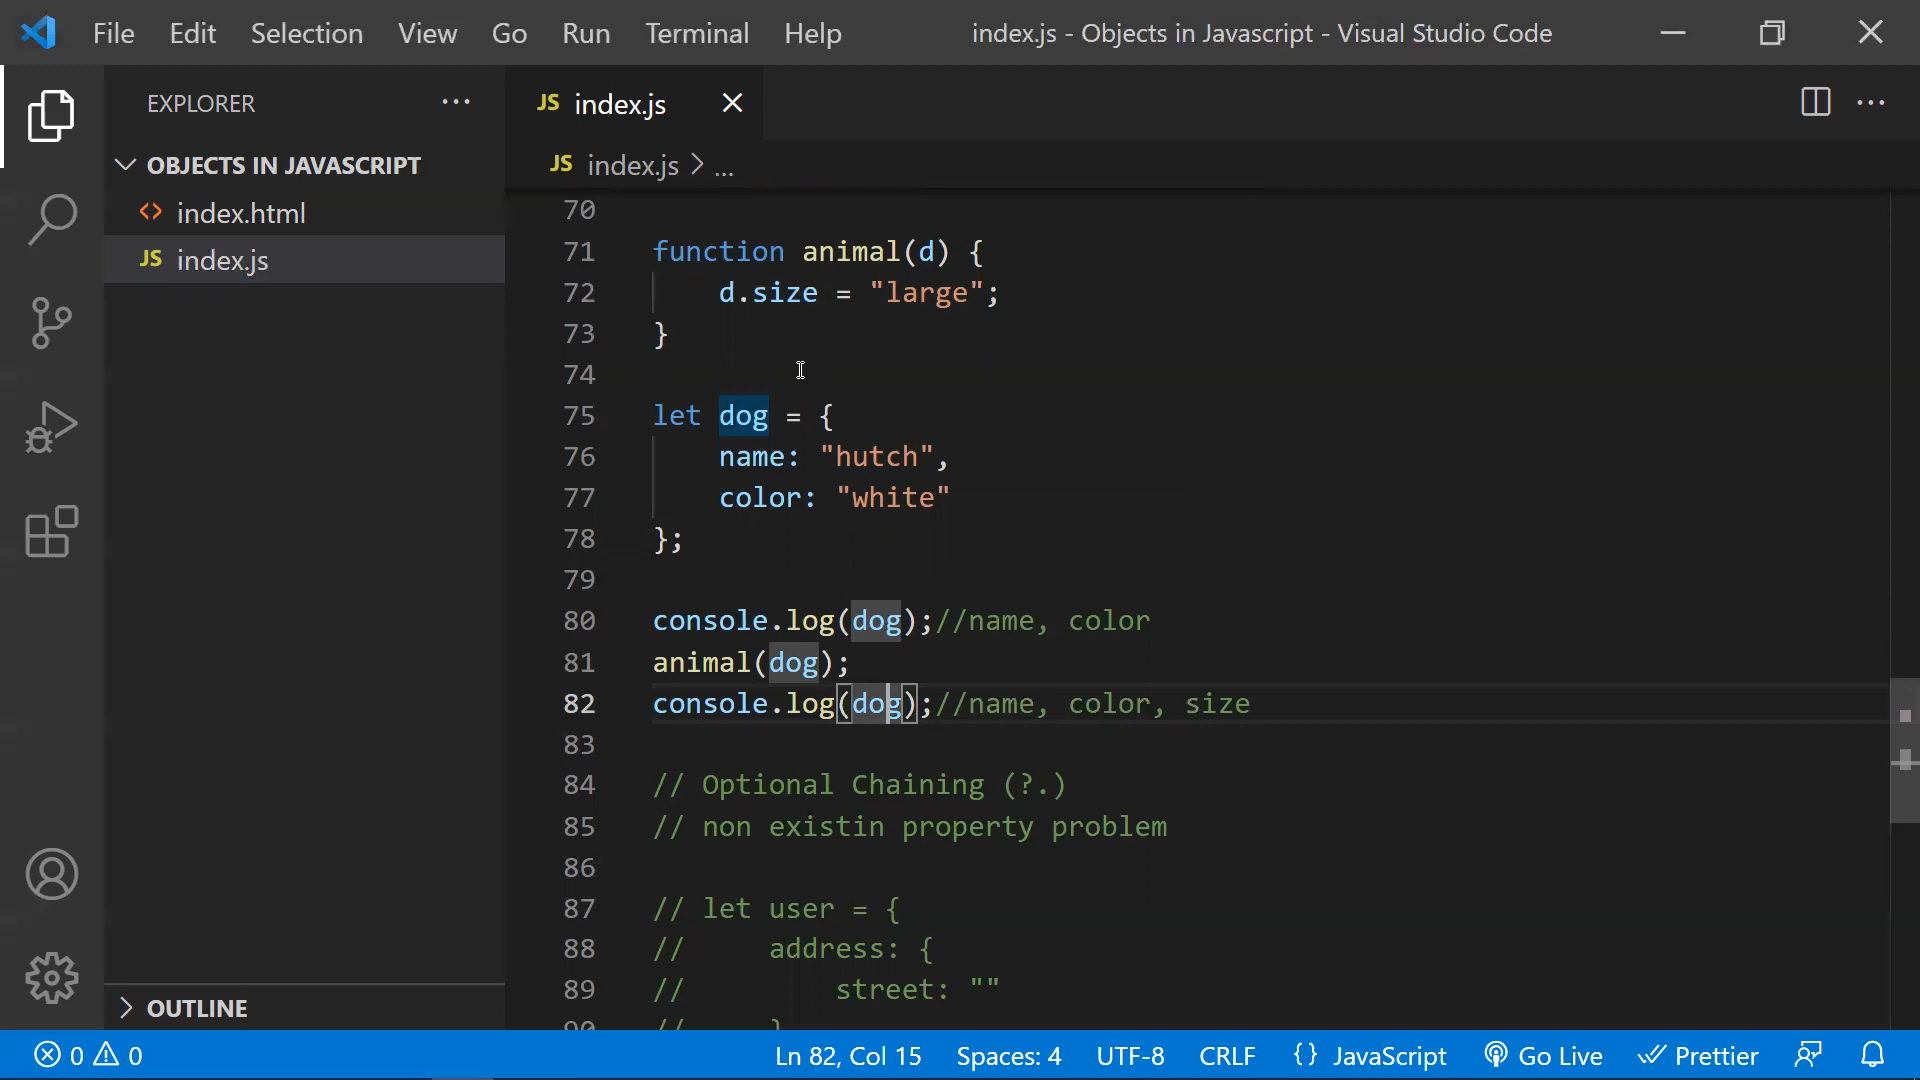 File Edit Selection View Go Run Terminal Help index.js - Objects in Javascript - Visual Studio Code
EXPLORER
OBJECTS IN JAVASCRIPT
index.html
JS index.js
OUTLINE
JS index.js
JS index.js > ...
70
71 function animal(d) {
72     d.size = "large";
73 }
74
75 let dog = {
76     name: "hutch",
77     color: "white"
78 };
79
80 console.log(dog);//name, color
81 animal(dog);
82 console.log(dog);//name, color, size
83
84 // Optional Chaining (?.)
85 // non existin property problem
86
87 // let user = {
88 //     address: {
89 //         street: ""
90 //     }
0 0 Ln 82, Col 15 Spaces: 4 UTF-8 CRLF {} JavaScript Go Live Prettier